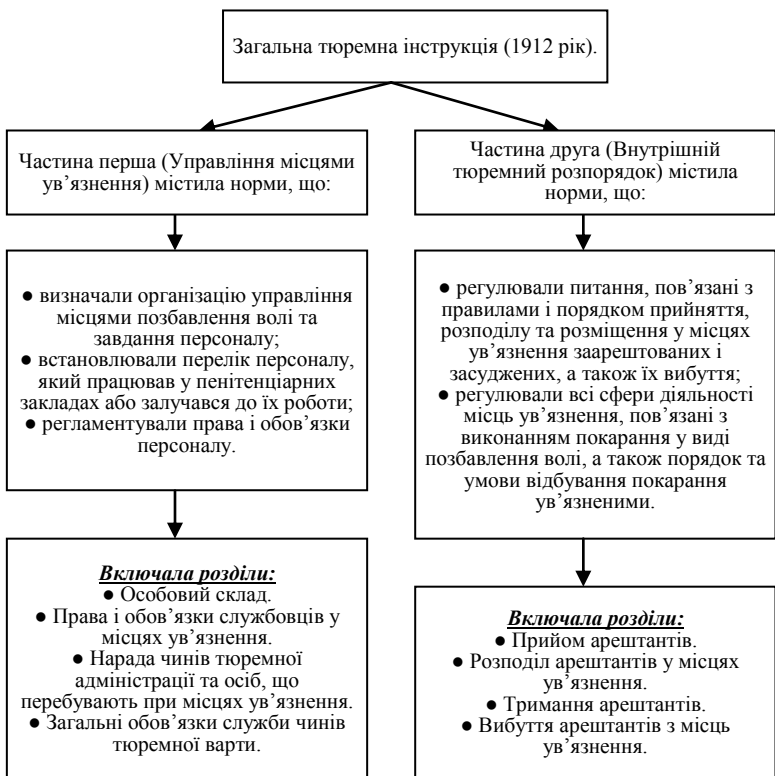 Загальна тюремна інструкція (1912 рік).
Частина перша (Управління місцями
ув’язнення) містила норми, що:
● визначали організацію управління
місцями позбавлення волі та
завдання персоналу;
● встановлювали перелік персоналу,
який працював у пенітенціарних
закладах або залучався до їх роботи;
● регламентували права і обов’язки
персоналу.
Включала розділи:
● Особовий склад.
● Права і обов’язки службовців у
місцях ув’язнення.
● Нарада чинів тюремної
адміністрації та осіб, що
перебувають при місцях ув’язнення.
● Загальні обов’язки служби чинів
тюремної варти.
Частина друга (Внутрішній
тюремний розпорядок) містила
норми, що:
● регулювали питання, пов’язані з
правилами і порядком прийняття,
розподілу та розміщення у місцях
ув’язнення заарештованих і
засуджених, а також їх вибуття;
● регулювали всі сфери діяльності
місць ув’язнення, пов’язані з
виконанням покарання у виді
позбавлення волі, а також порядок та
умови відбування покарання
ув’язненими.
Включала розділи:
● Прийом арештантів.
● Розподіл арештантів у місцях
ув’язнення.
● Тримання арештантів.
● Вибуття арештантів з місць
ув’язнення.